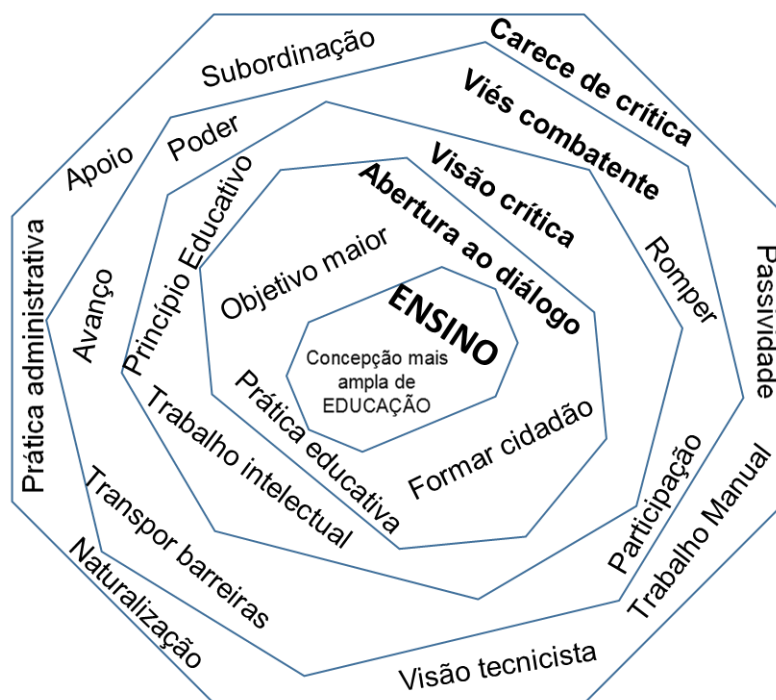 Subordinação
Carece de crítica
Apoio
Poder
Viés combatente
Visão crítica
Princípio Educativo
Abertura ao diálogo
Prática administrativa
Avanço
Objetivo maior
ENSINO
Romper
Passividade
Concepção mais
ampla de
EDUCAÇÃO
Trabalho intelectual
Prática educativa
Formar cidadão
Participação
Trabalho Manual
Transpor barreiras
Naturalização
Visão tecnicista